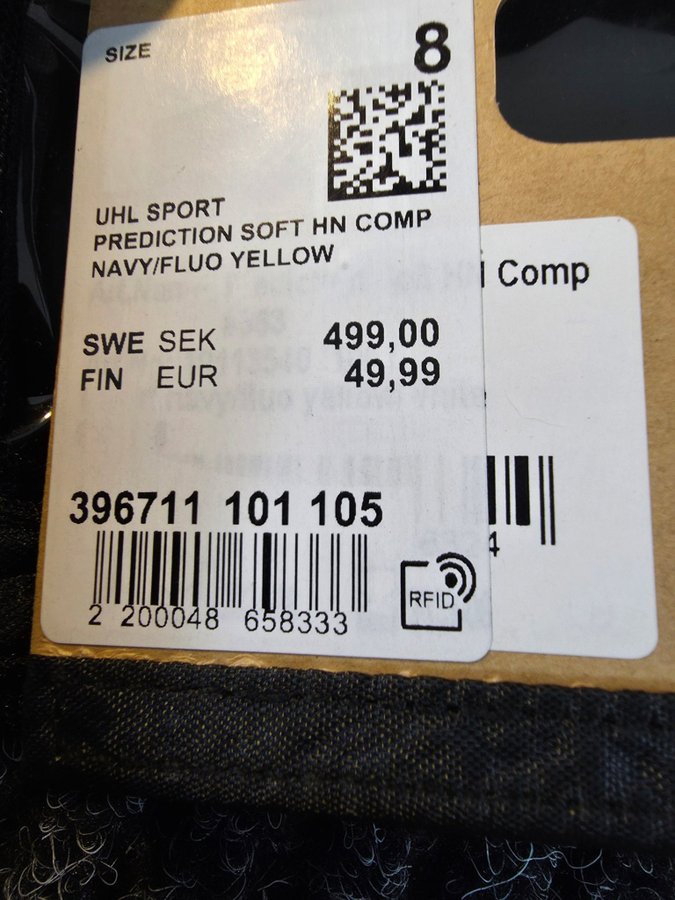 SIZE 8
UHL SPORT
PREDICTION SOFT HN COMP
NAVY/FLUO YELLOW
Comp
SWE SEK 499,00
FIN EUR 49,99
396711 101 105
2 200048 658333
RFID